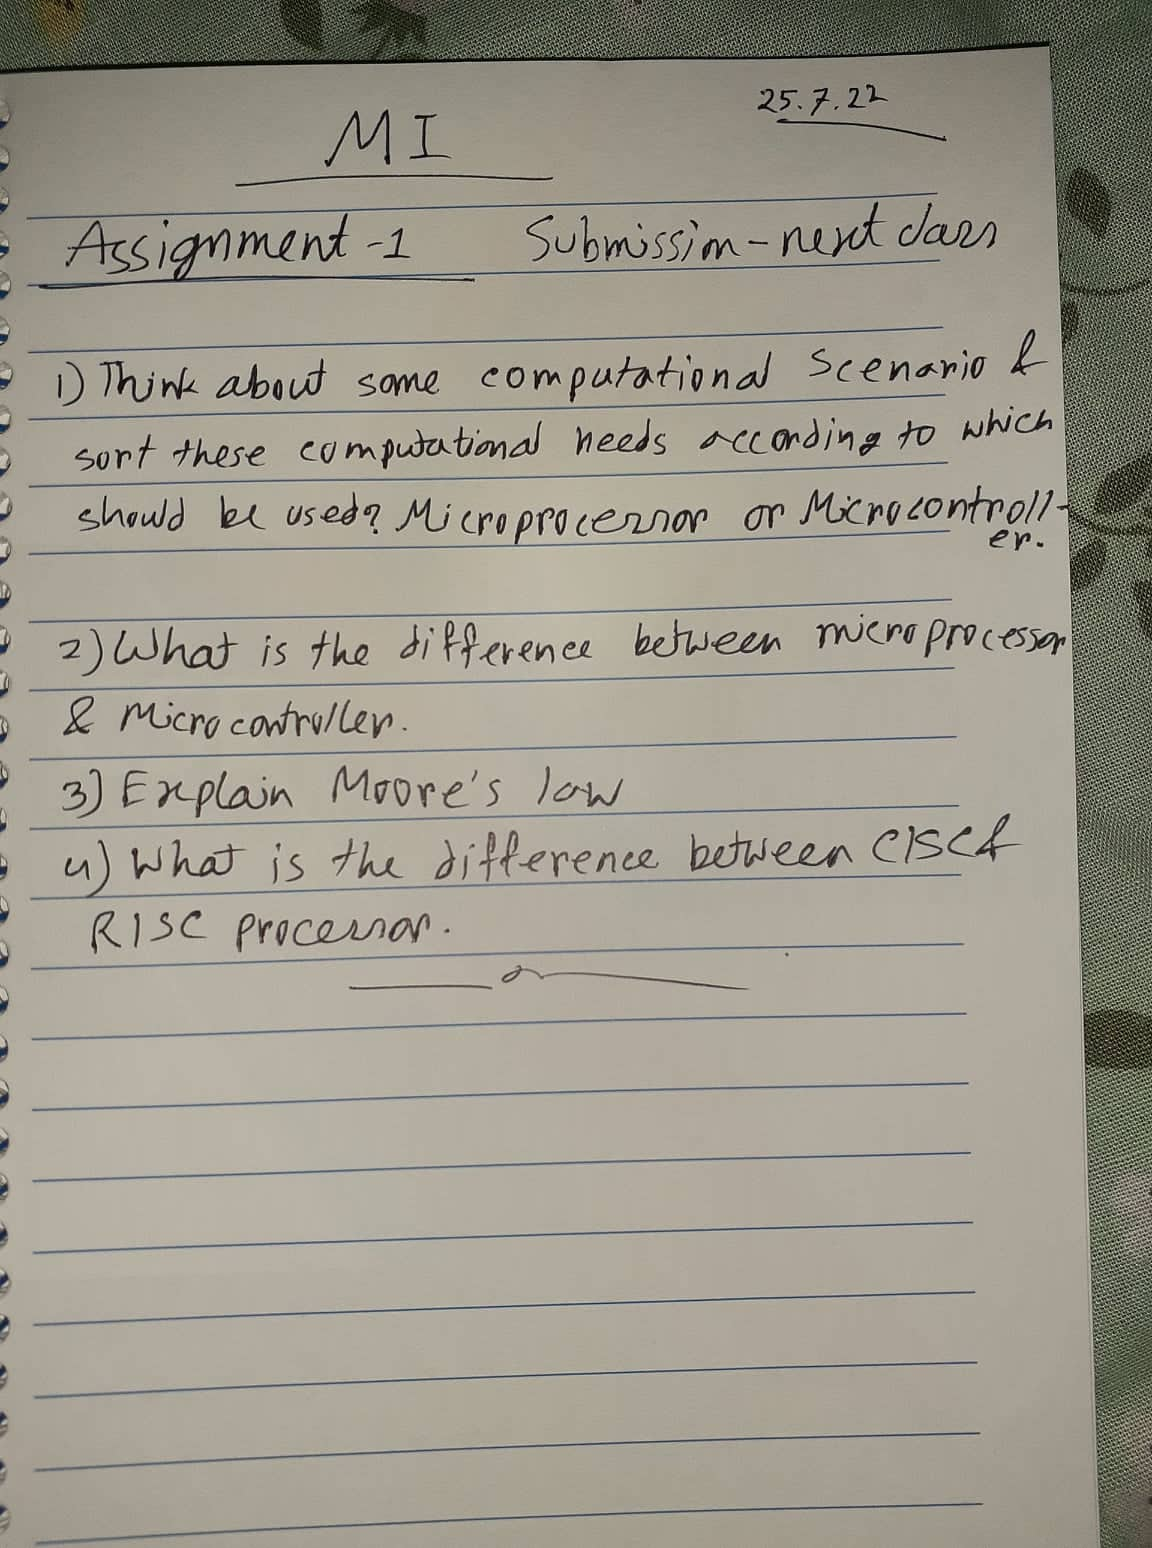 25.7.22
MI
Assignment-1 Submission-next class
1) Think about some computational Scenario &
sort these computational needs according to which
should be used? Microprocessor or Microcontroll-
er.
2) What is the difference between microprocessor
& Microcontroller.
3) Explain Moore's law
4) What is the difference between CISC &
RISC processor.